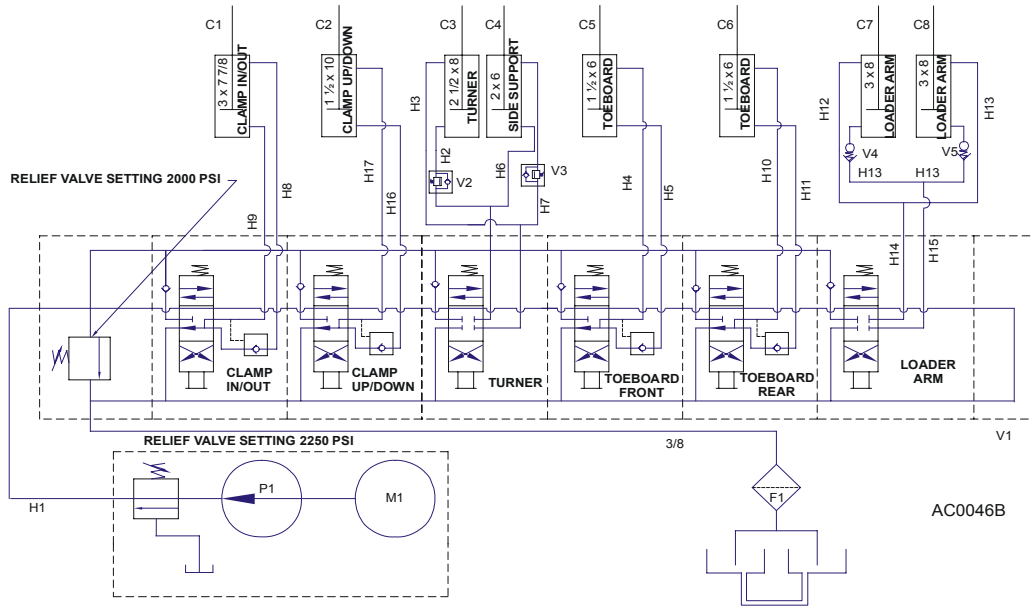 C1
C2
C3
C4
C5
C6
C7
C8
3 x 7 7/8
CLAMP IN/OUT
1 ½ x 10
CLAMP UP/DOWN
2 1/2 x 8
TURNER
2 x 6
SIDE SUPPORT
1 ½ x 6
TOEBOARD
1 ½ x 6
TOEBOARD
3 x 8
LOADER ARM
3 x 8
LOADER ARM
H9
H8
H17
H16
H3
H2
V2
H6
V3
H7
H4
H5
H10
H11
H12
V4
H13
H13
V5
H13
H14
H15
RELIEF VALVE SETTING 2000 PSI
CLAMP
IN/OUT
CLAMP
UP/DOWN
TURNER
TOEBOARD
FRONT
TOEBOARD
REAR
LOADER
ARM
V1
RELIEF VALVE SETTING 2250 PSI
3/8
H1
P1
M1
F1
AC0046B